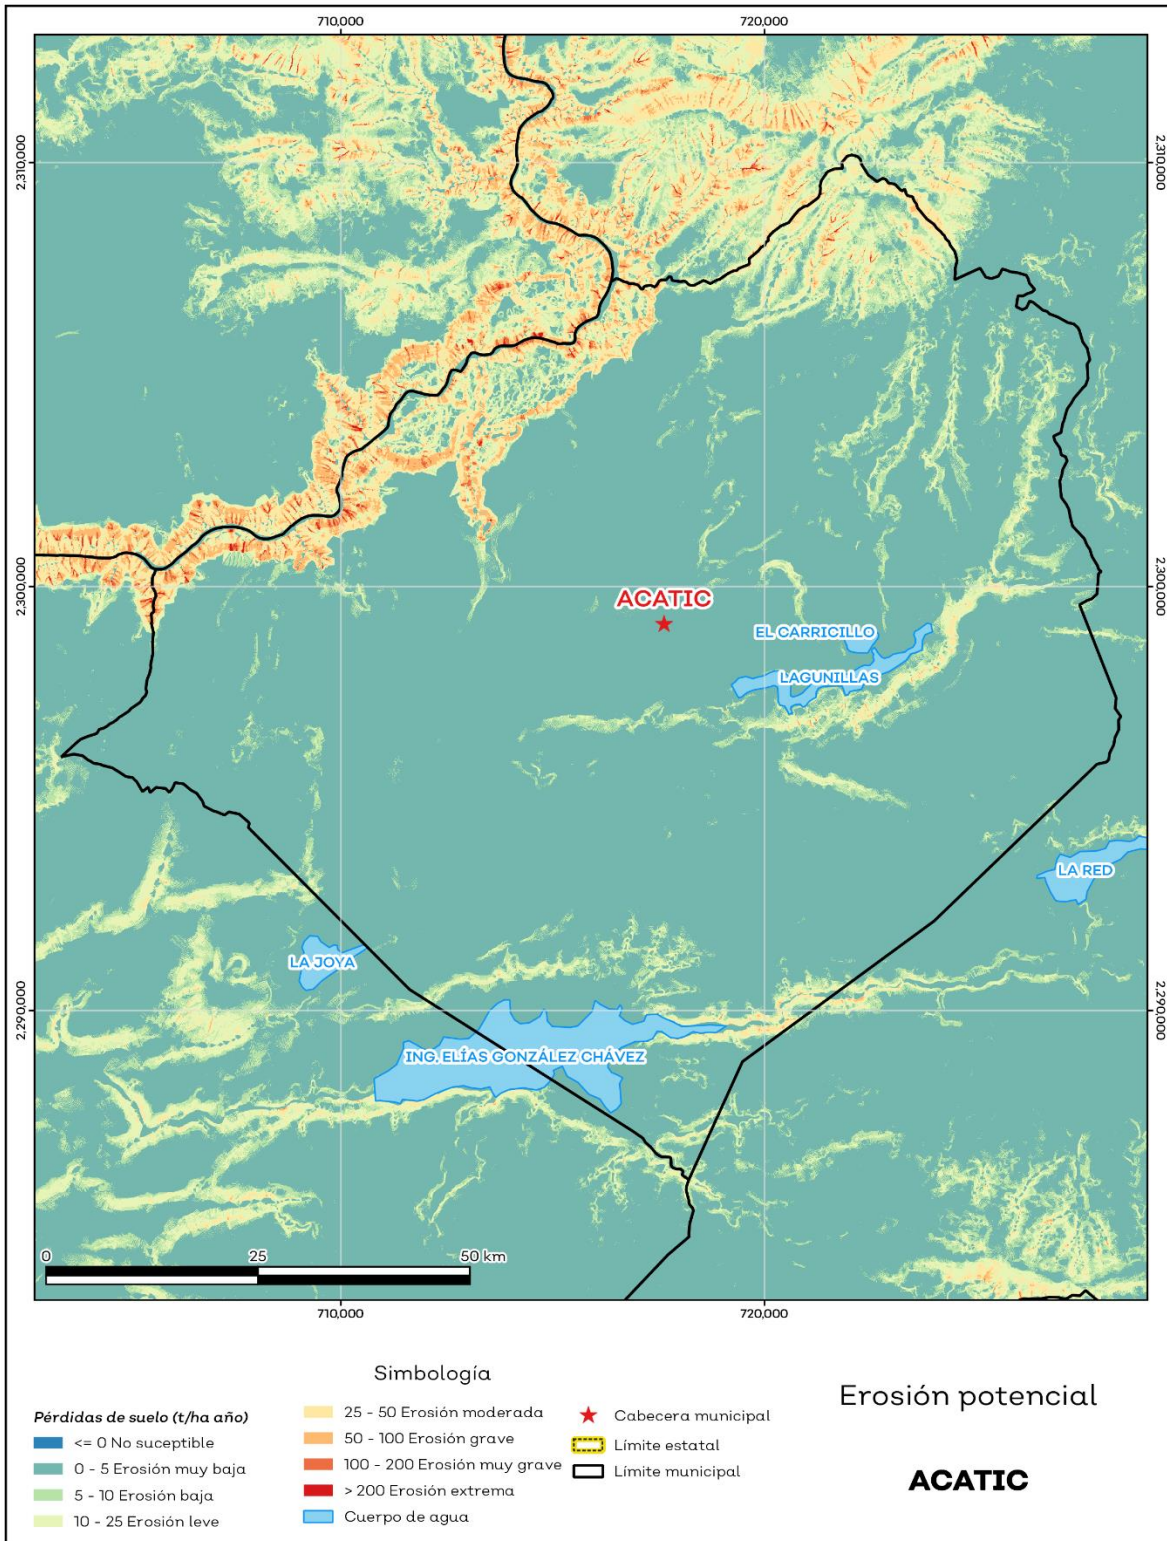 710,000 720,000
2,310,000 2,310,000
2,300,000 2,300,000
ACATIC
EL CARRICILLO
LAGUNILLAS
LA RED
LA JOYA
2,290,000 2,290,000
ING. ELÍAS GONZÁLEZ CHÁVEZ
0 25 50 km
710,000 720,000
Simbología
Pérdidas de suelo (t/ha año)
<= 0 No suceptible
0 - 5 Erosión muy baja
5 - 10 Erosión baja
10 - 25 Erosión leve
25 - 50 Erosión moderada
50 - 100 Erosión grave
100 - 200 Erosión muy grave
> 200 Erosión extrema
Cuerpo de agua
Cabecera municipal
Límite estatal
Límite municipal
Erosión potencial
ACATIC